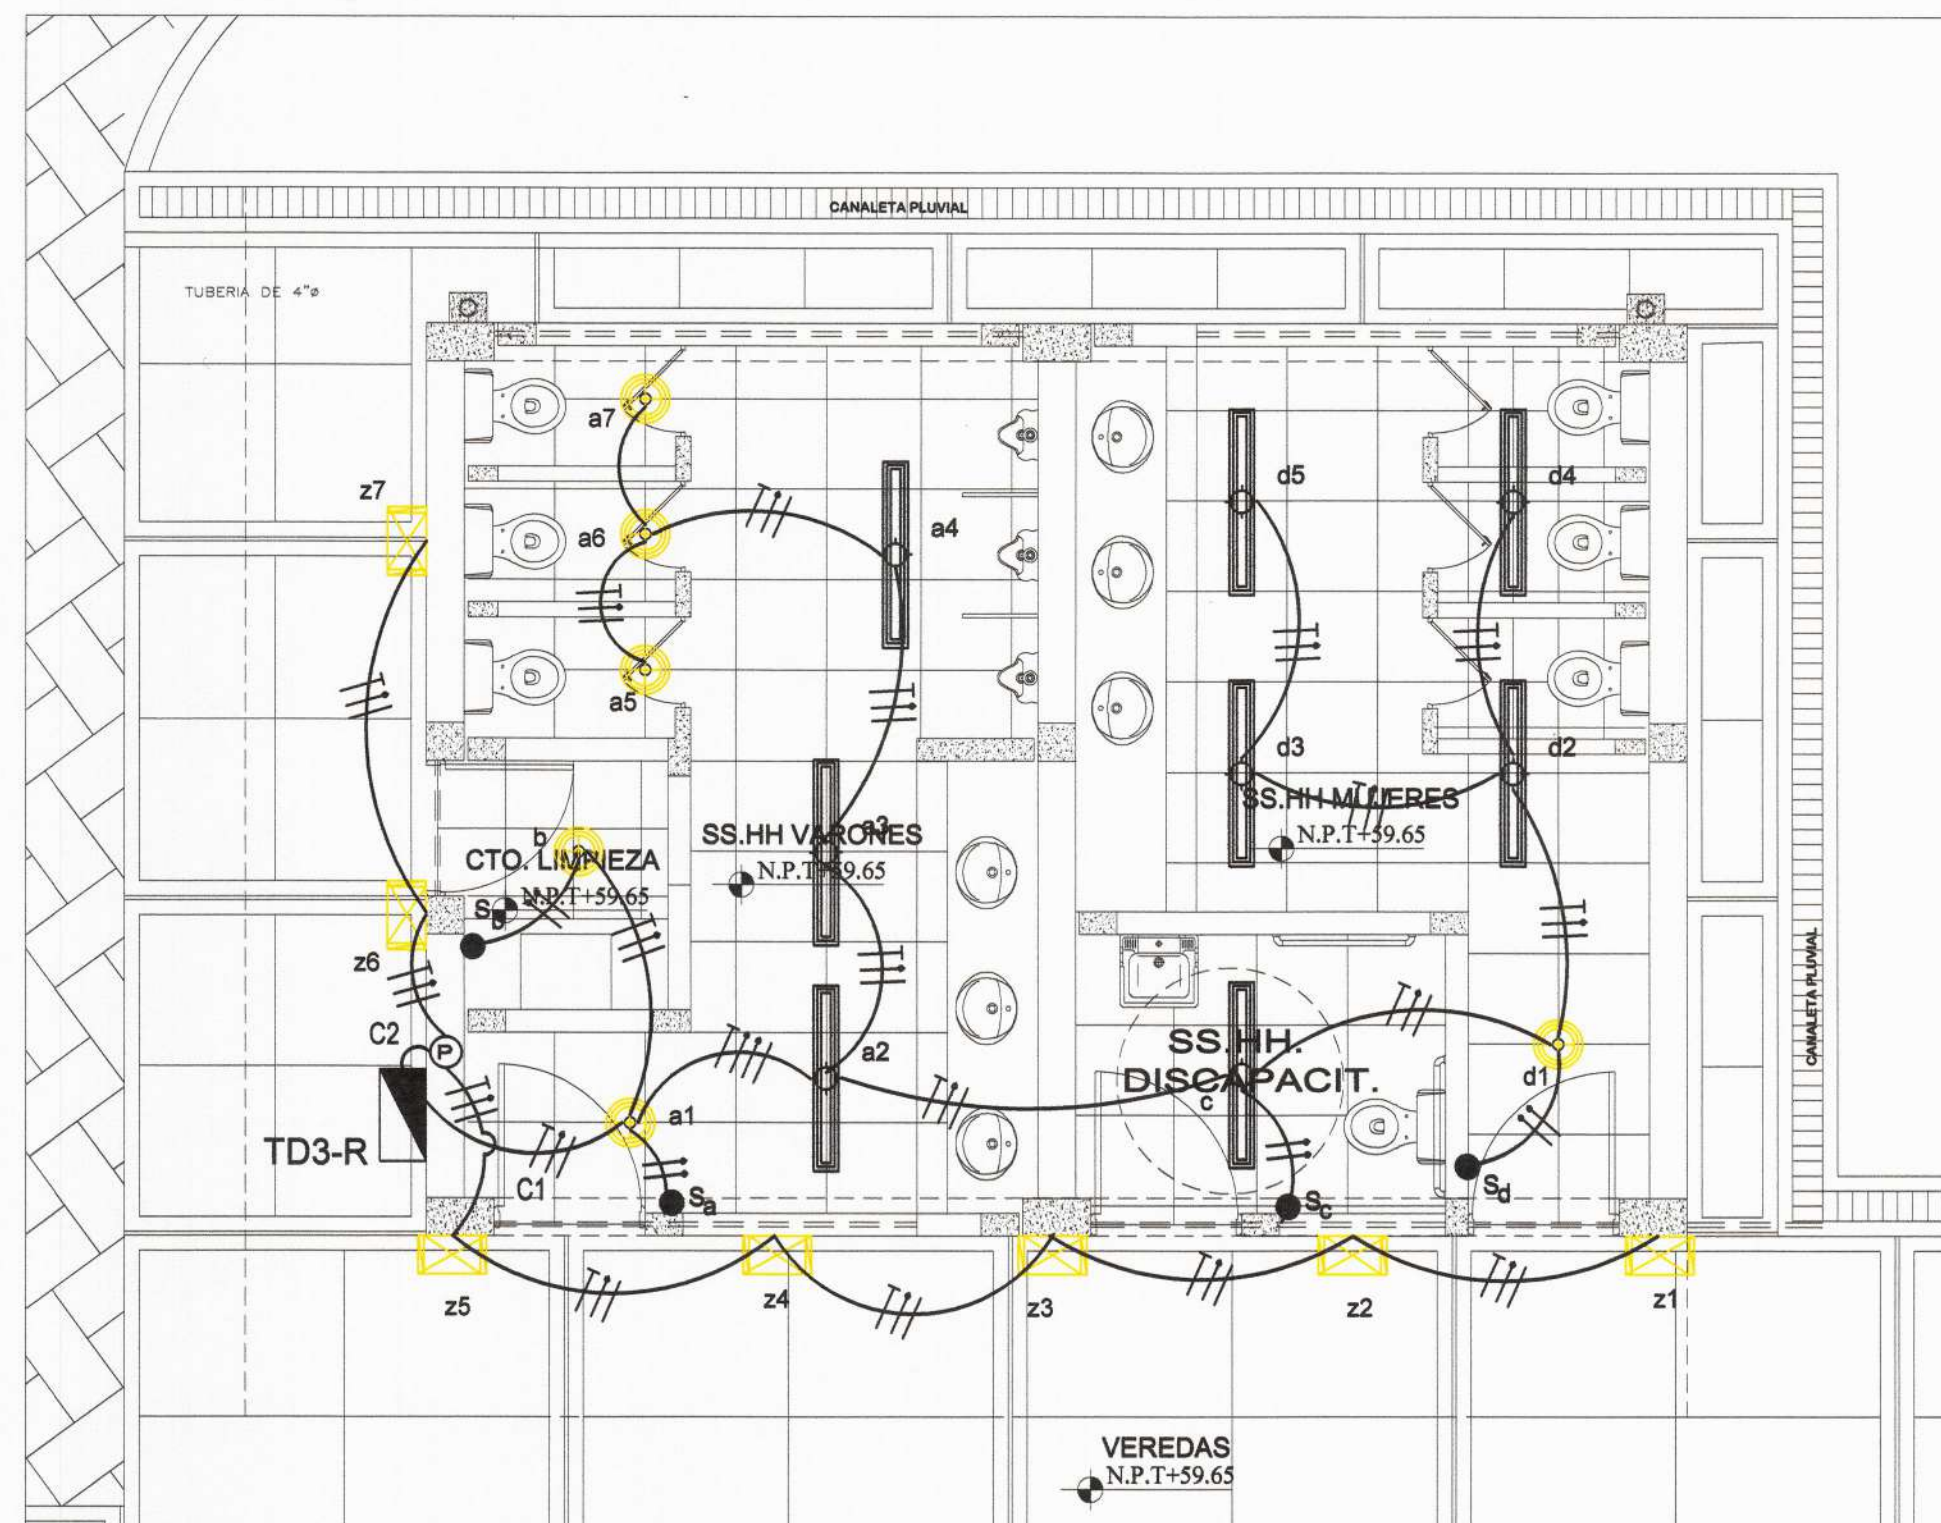 CANALETA PLUVIAL
TUBERIA DE 4"ø
a7
z7
d5
d4
a6
a4
a5
d3
d2
SS.HH MUJERES
N.P.T+59.65
b
a3
SS.HH VARONES
N.P.T+59.65
CTO. LIMPIEZA
N.P.T+59.65
Sb
z6
CANALETA PLUVIAL
C2
P
a2
SS.HH.
DISCAPACIT.
c
d1
a1
TD3-R
C1
Sa
Sc
Sd
z5
z4
z3
z2
z1
VEREDAS
N.P.T+59.65